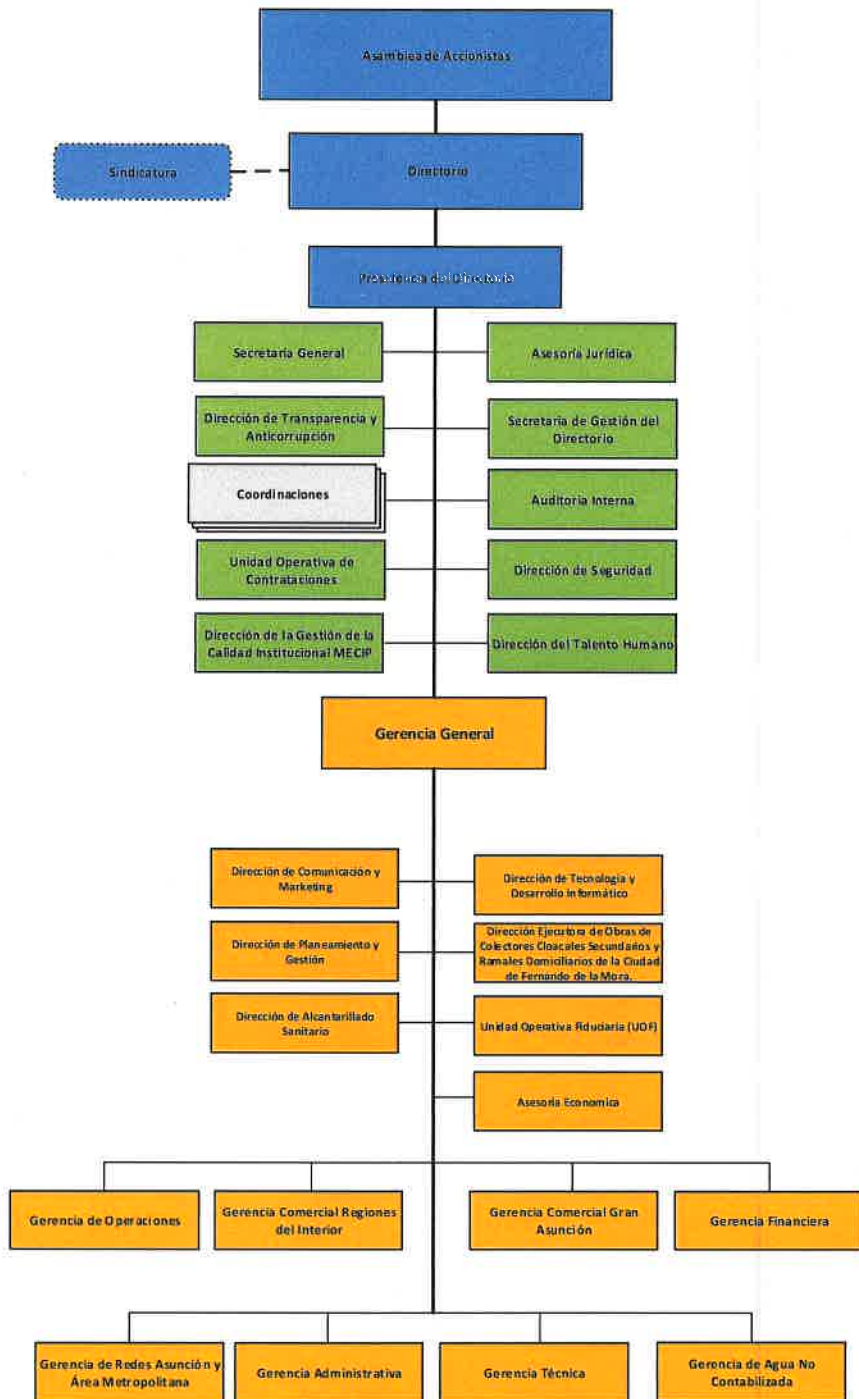 Asamblea de Accionistas
Sindicatura
Directorio
Presidencia del Directorio
Secretaría General
Asesoría Jurídica
Dirección de Transparencia y
Anticorrupción
Secretaría de Gestión del
Directorio
Coordinaciones
Auditoría Interna
Unidad Operativa de
Contrataciones
Dirección de Seguridad
Dirección de la Gestión de la
Calidad Institucional MECIP
Dirección del Talento Humano
Gerencia General
Dirección de Comunicación y
Marketing
Dirección de Tecnología y
Desarrollo Informático
Dirección de Planeamiento y
Gestión
Dirección Ejecutora de Obras de
Colectores Cloacales Secundarios y
Ramales Domiciliarios de la Ciudad
de Fernando de la Mora.
Dirección de Alcantarillado
Sanitario
Unidad Operativa Fiduciaria (UOF)
Asesoría Economica
Gerencia de Operaciones
Gerencia Comercial Regiones
del Interior
Gerencia Comercial Gran
Asunción
Gerencia Financiera
Gerencia de Redes Asunción y
Área Metropolitana
Gerencia Administrativa
Gerencia Técnica
Gerencia de Agua No
Contabilizada